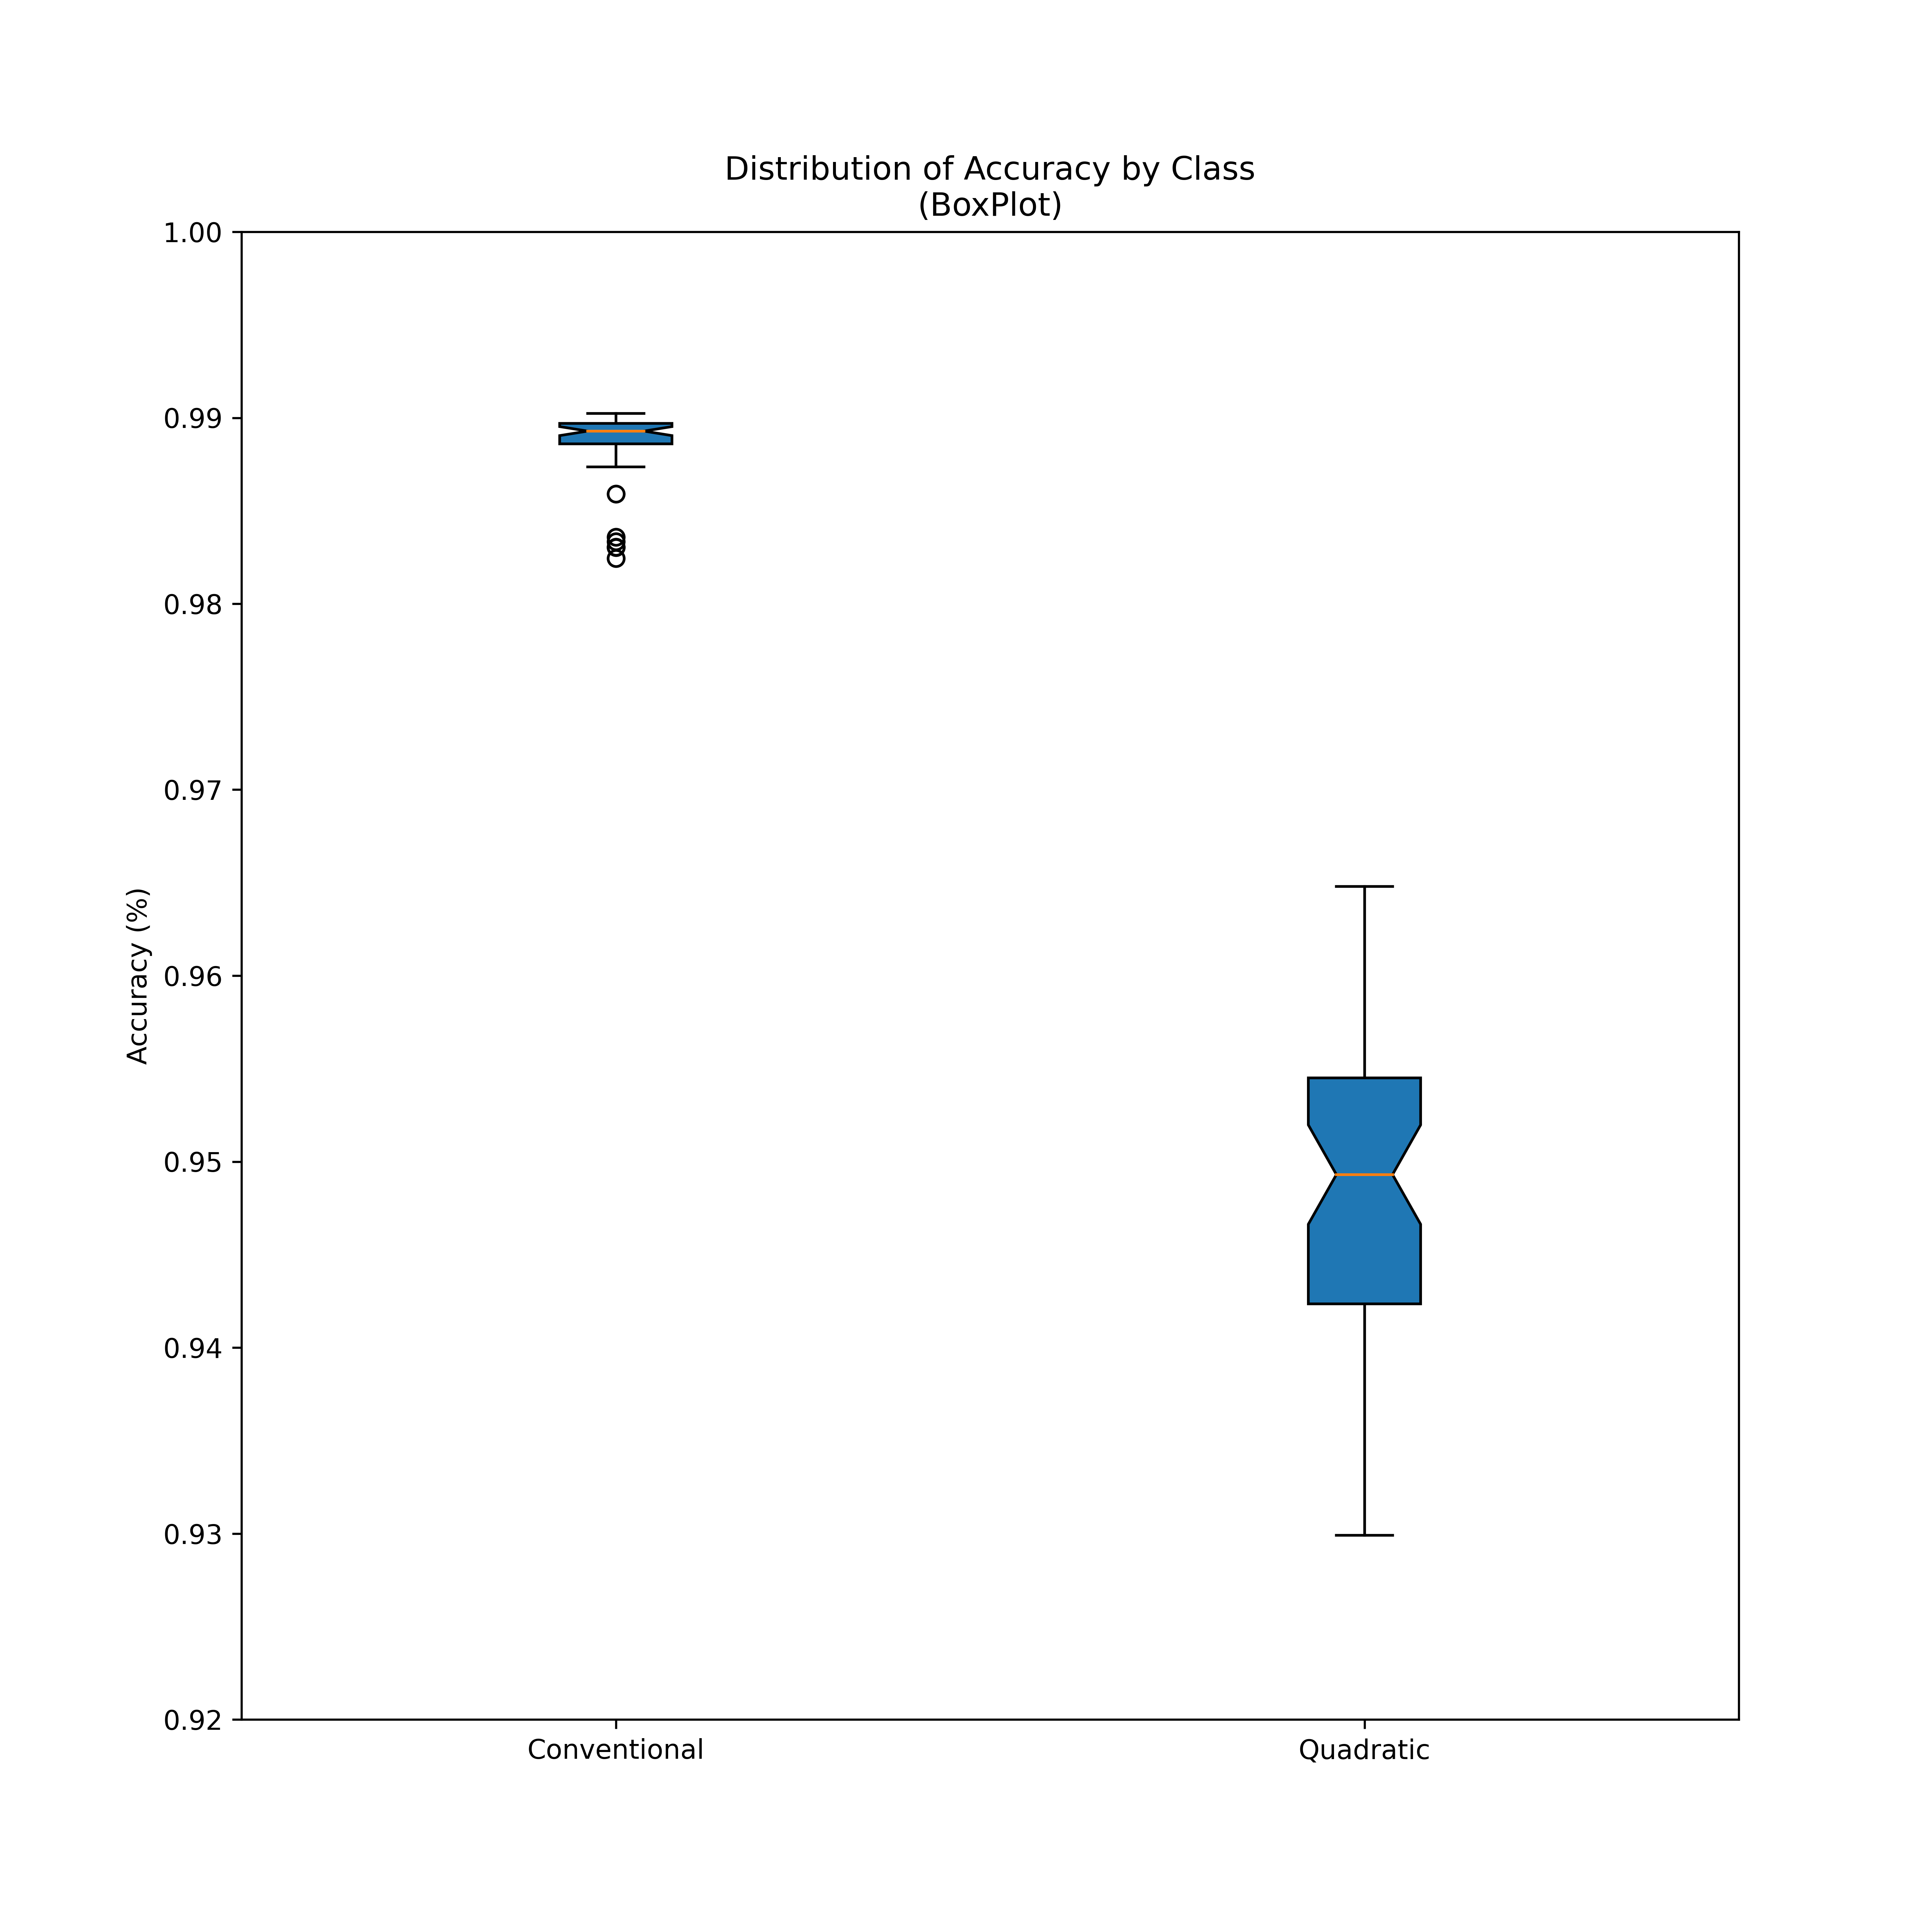 Distribution of Accuracy by Class
(BoxPlot)
1.00
0.99
0.98
0.97
0.96
0.95
0.94
0.93
0.92
Accuracy (%)
Conventional
Quadratic